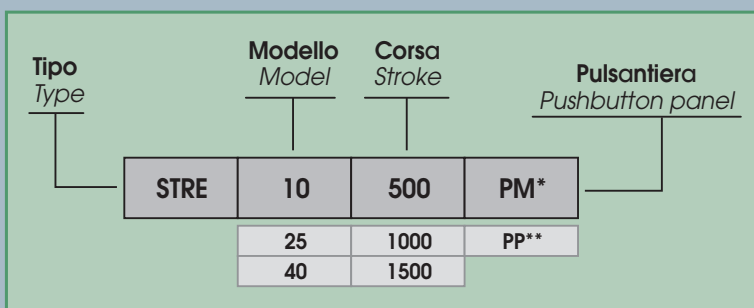 Tipo
Type
Modello
Model
Corsa
Stroke
Pulsantiera
Pushbutton panel
STRE 10 500 PM*
25 1000 PP**
40 1500